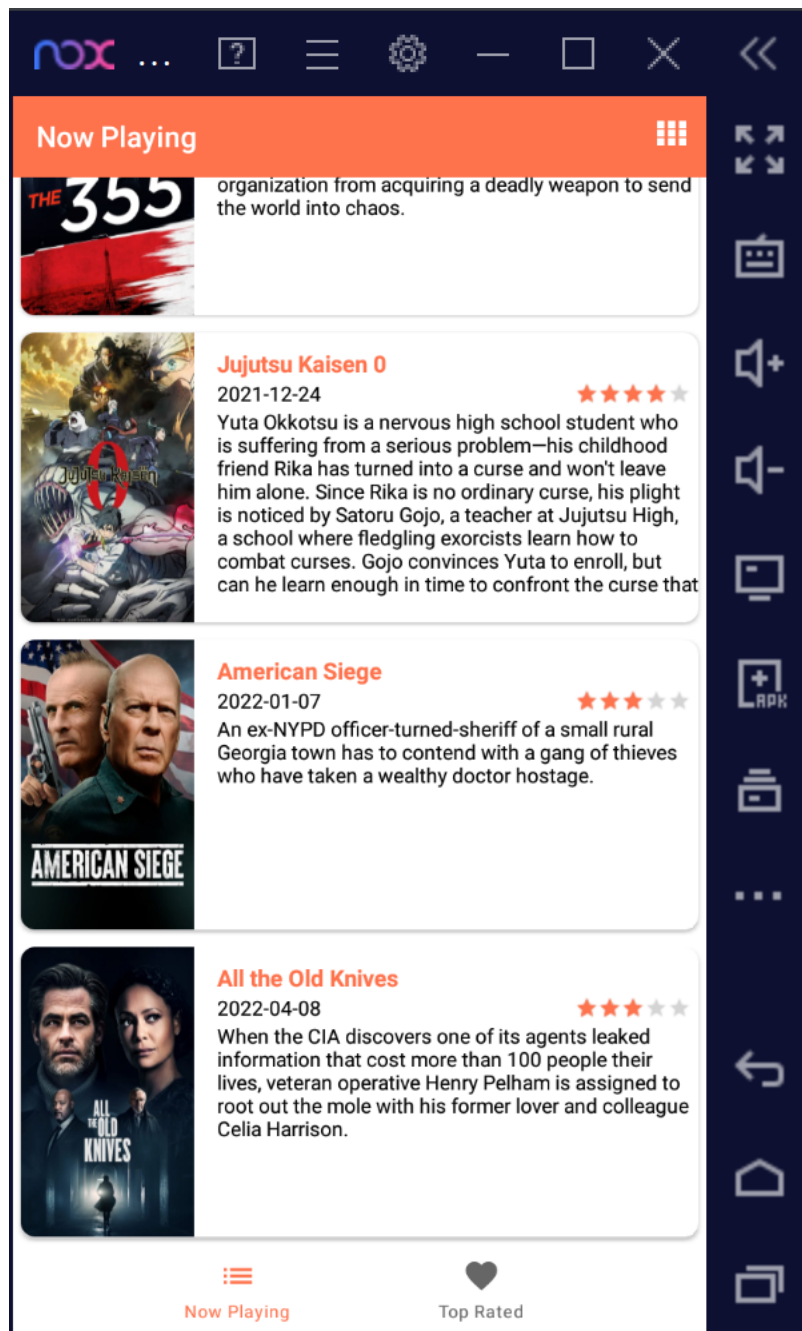 nox ...
Now Playing
THE 355
organization from acquiring a deadly weapon to send
the world into chaos.
JUJUTSU KAISEN
0
Jujutsu Kaisen 0
2021-12-24
Yuta Okkotsu is a nervous high school student who
is suffering from a serious problem—his childhood
friend Rika has turned into a curse and won't leave
him alone. Since Rika is no ordinary curse, his plight
is noticed by Satoru Gojo, a teacher at Jujutsu High,
a school where fledgling exorcists learn how to
combat curses. Gojo convinces Yuta to enroll, but
can he learn enough in time to confront the curse that
AMERICAN SIEGE
American Siege
2022-01-07
An ex-NYPD officer-turned-sheriff of a small rural
Georgia town has to contend with a gang of thieves
who have taken a wealthy doctor hostage.
ALL
THE OLD
KNIVES
All the Old Knives
2022-04-08
When the CIA discovers one of its agents leaked
information that cost more than 100 people their
lives, veteran operative Henry Pelham is assigned to
root out the mole with his former lover and colleague
Celia Harrison.
Now Playing
Top Rated
APK